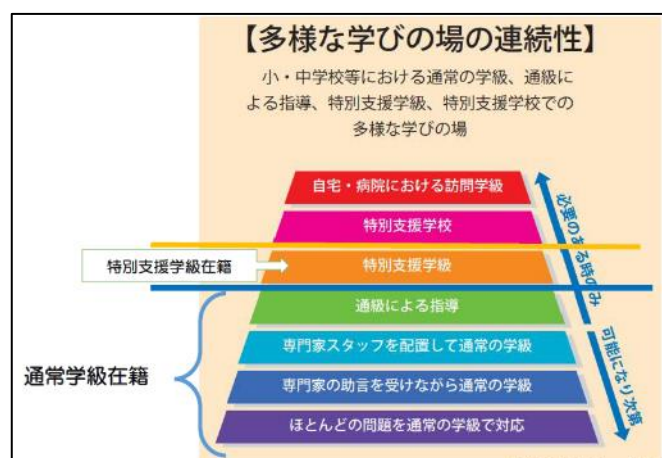 【多様な学びの場の連続性】
小・中学校等における通常の学級、通級に
よる指導、特別支援学級、特別支援学校での
多様な学びの場
自宅・病院における訪問学級
特別支援学校
特別支援学級在籍
特別支援学級
通級による指導
通常学級在籍
専門家スタッフを配置して通常の学級
専門家の助言を受けながら通常の学級
ほとんどの問題を通常の学級で対応
必要のある時のみ
可能になり次第